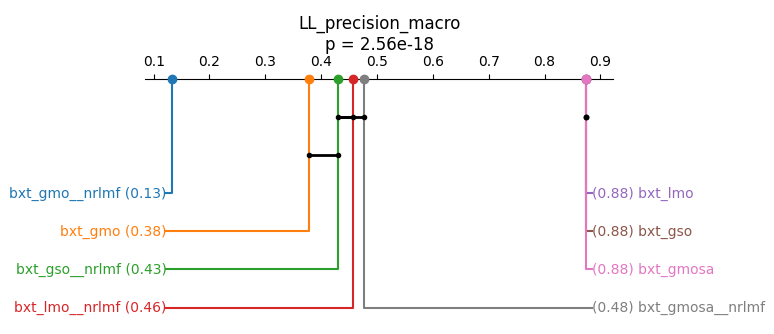 LL_precision_macro
p = 2.56e-18
0.1 0.2 0.3 0.4 0.5 0.6 0.7 0.8 0.9
bxt_gmo__nrlmf (0.13) (0.88) bxt_lmo
bxt_gmo (0.38) (0.88) bxt_gso
bxt_gso__nrlmf (0.43) (0.88) bxt_gmosa
bxt_lmo__nrlmf (0.46) (0.48) bxt_gmosa__nrlmf